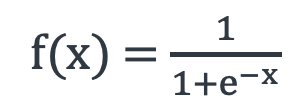 f(x) = 1/(1+e^−x)